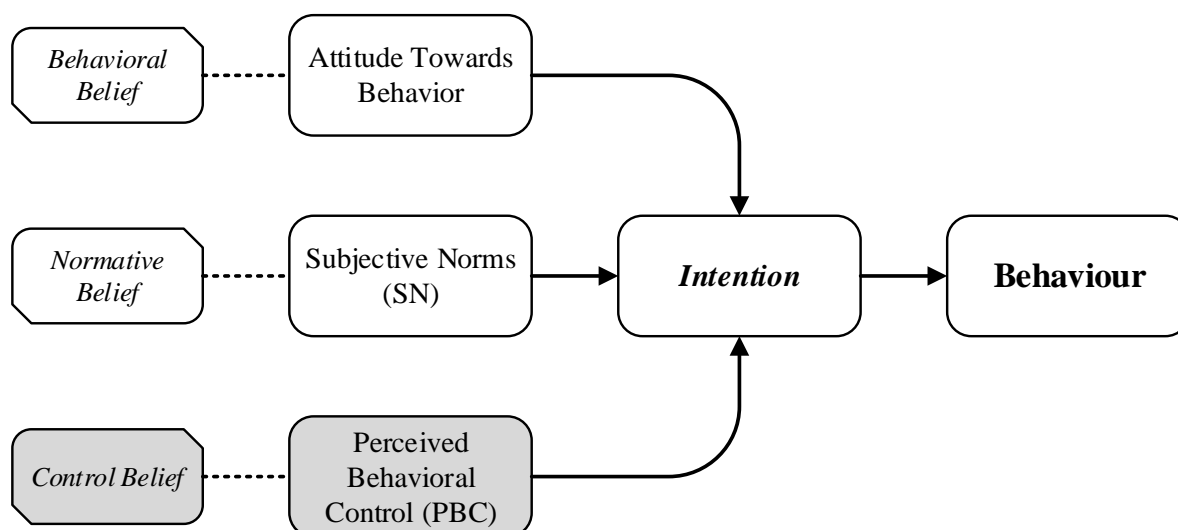 Behavioral
Belief
Attitude Towards
Behavior
Normative
Belief
Subjective Norms
(SN)
Intention
Behaviour
Control Belief
Perceived
Behavioral
Control (PBC)